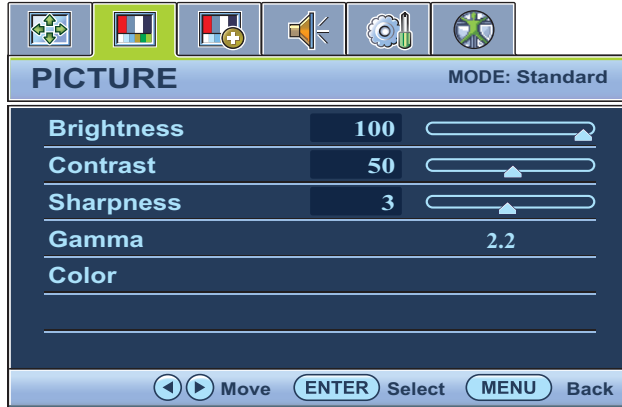 PICTURE MODE: Standard
Brightness 100
Contrast 50
Sharpness 3
Gamma 2.2
Color
Move ENTER Select MENU Back